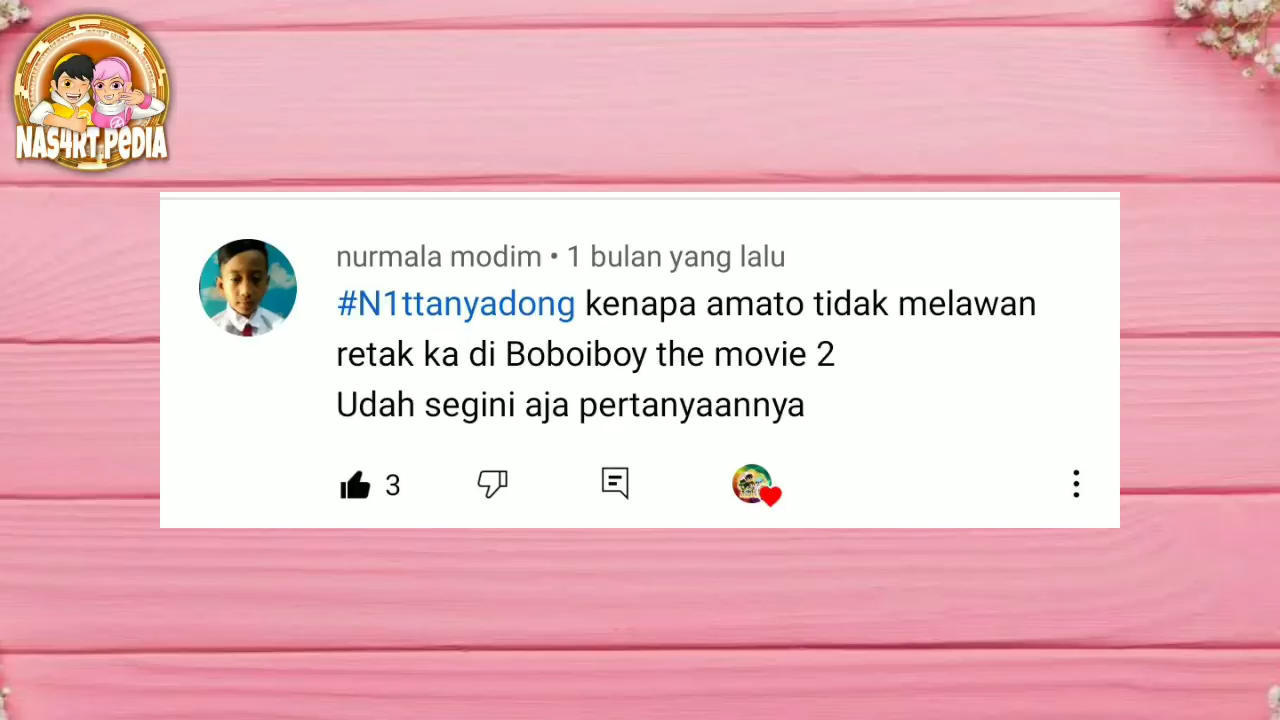 NAS4RT.PEDIA
nurmala modim • 1 bulan yang lalu
#N1ttanyadong kenapa amato tidak melawan
retak ka di Boboiboy the movie 2
Udah segini aja pertanyaannya
3